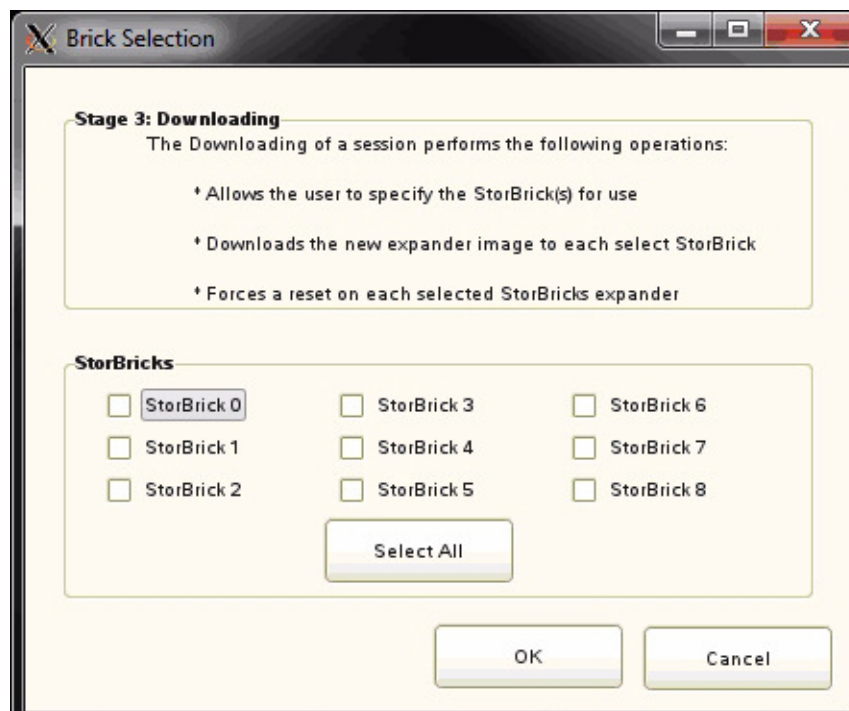 Brick Selection
Stage 3: Downloading
The Downloading of a session performs the following operations:
* Allows the user to specify the StorBrick(s) for use
* Downloads the new expander image to each select StorBrick
* Forces a reset on each selected StorBricks expander
StorBricks
StorBrick 0 StorBrick 3 StorBrick 6
StorBrick 1 StorBrick 4 StorBrick 7
StorBrick 2 StorBrick 5 StorBrick 8
Select All
OK Cancel